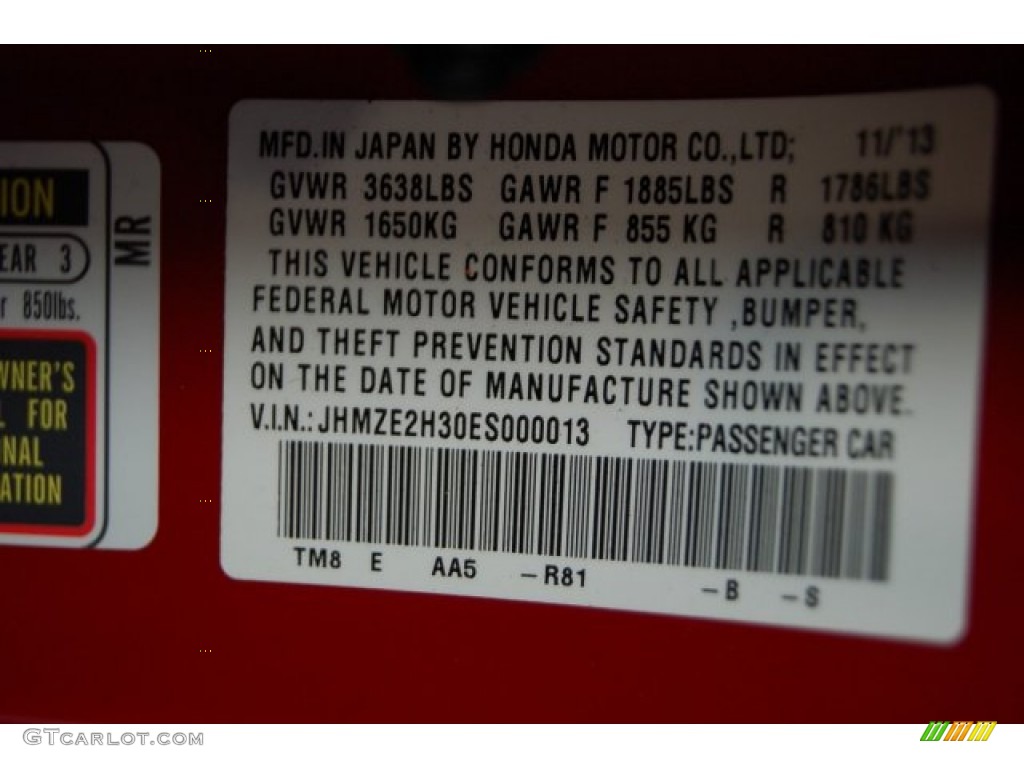 MFD.IN JAPAN BY HONDA MOTOR CO.,LTD; 11/'13
GVWR 3638LBS GAWR F 1885LBS R 1786LBS
GVWR 1650KG GAWR F 855 KG R 810 KG
THIS VEHICLE CONFORMS TO ALL APPLICABLE
FEDERAL MOTOR VEHICLE SAFETY ,BUMPER,
AND THEFT PREVENTION STANDARDS IN EFFECT
ON THE DATE OF MANUFACTURE SHOWN ABOVE.
V.I.N.: JHMZE2H30ES000013 TYPE:PASSENGER CAR
TM8 E AA5 -R81 -B -S
ION
EAR 3
r 850lbs.
WNER'S
L FOR
NAL
ATION
MR
GTCARLOT.COM